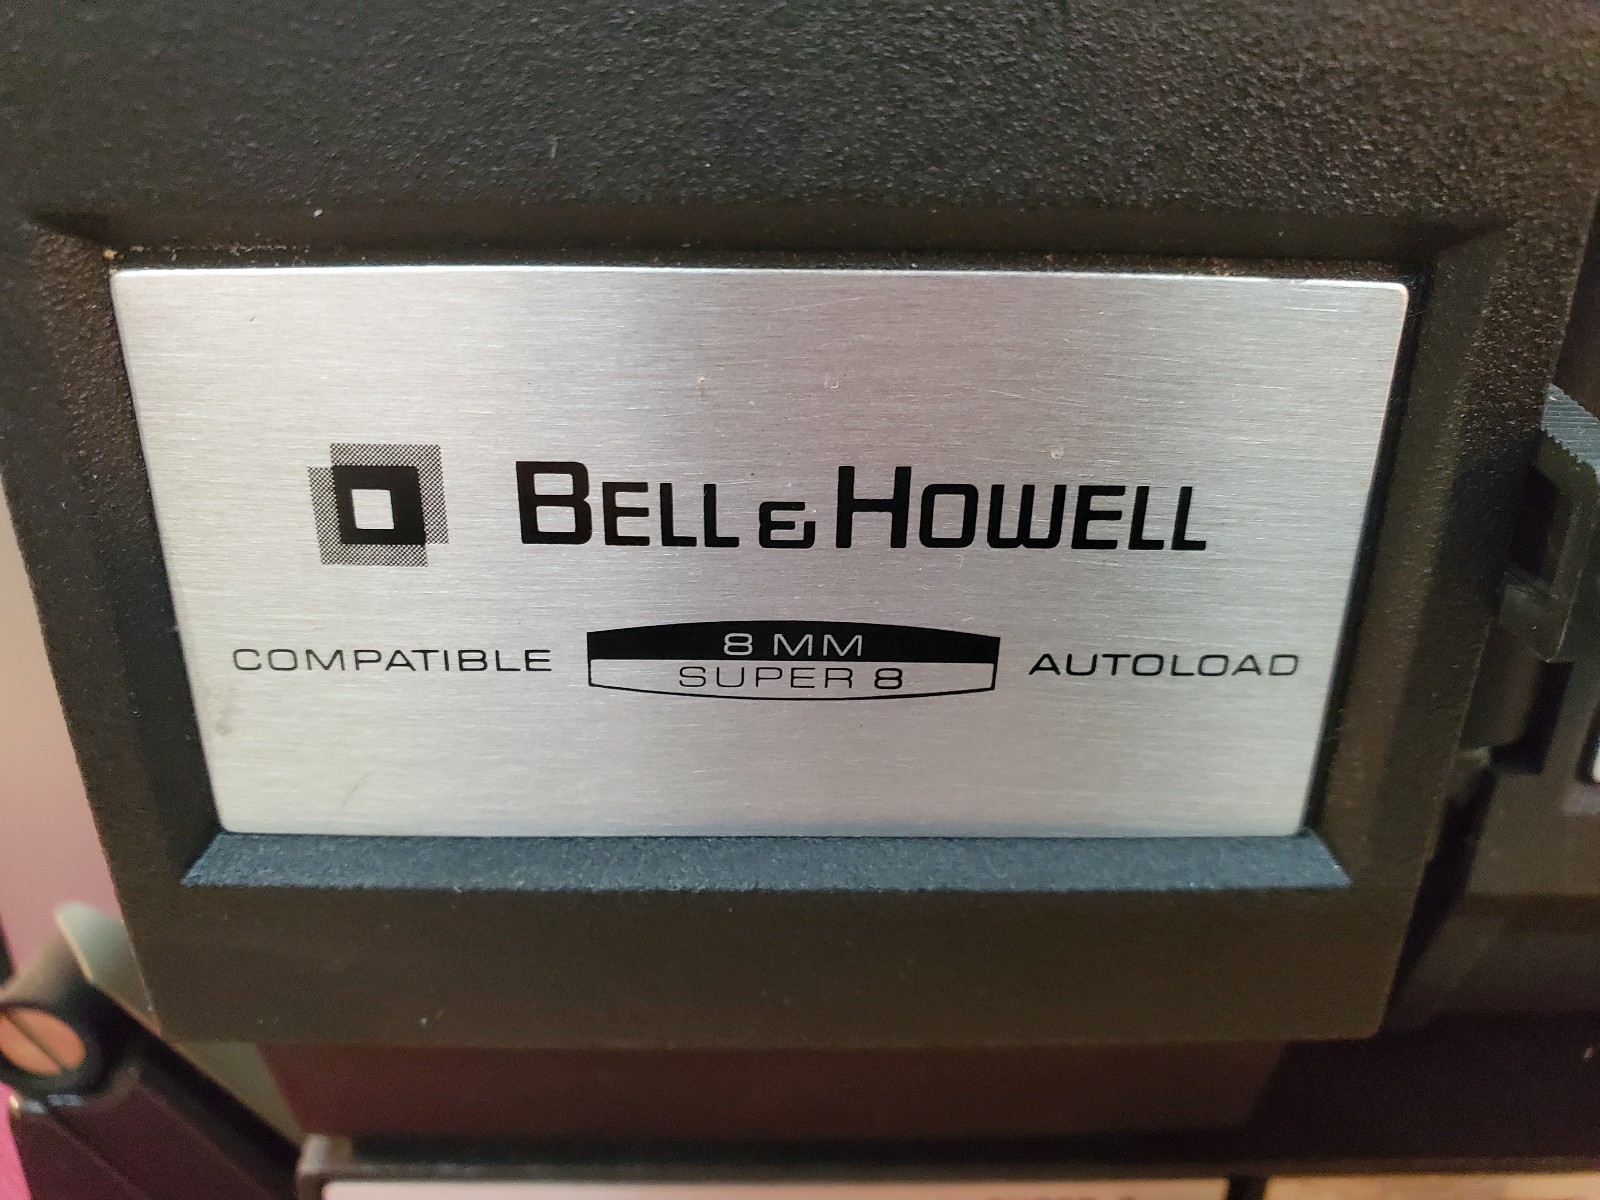 BELL & HOWELL
COMPATIBLE 8 MM SUPER 8 AUTOLOAD